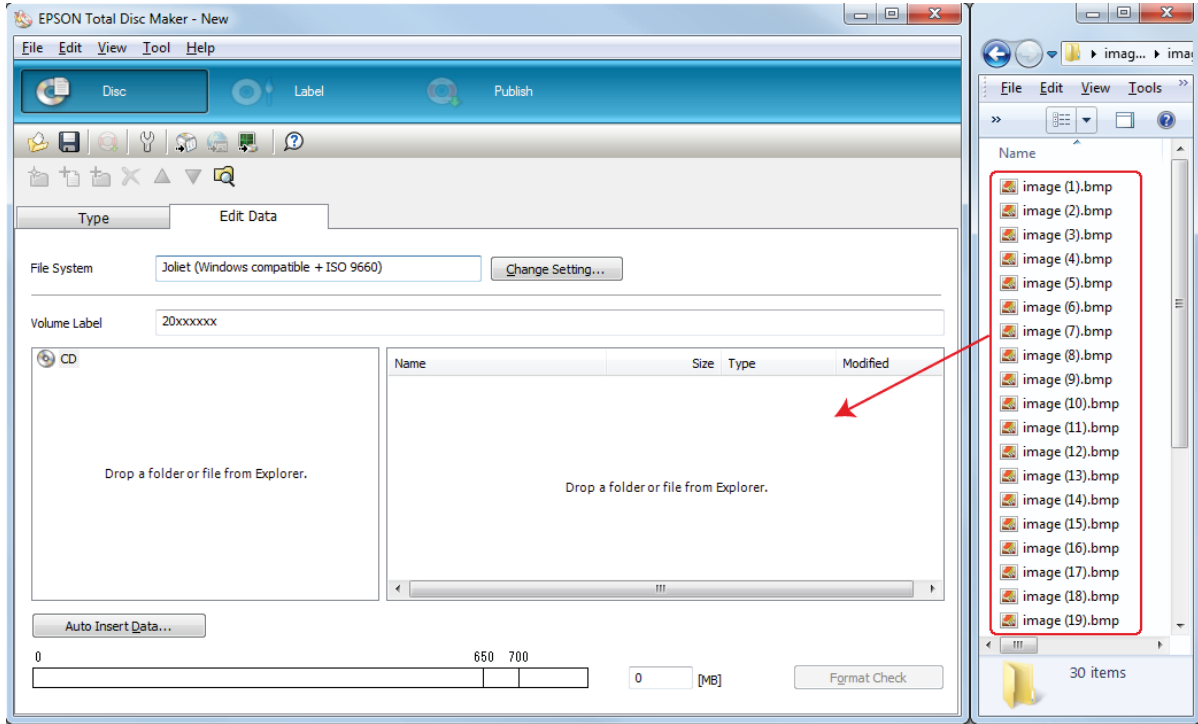 EPSON Total Disc Maker - New
File Edit View Tool Help
Disc Label Publish
Type Edit Data
File System Joliet (Windows compatible + ISO 9660) Change Setting...
Volume Label 20xxxxxx
CD
Name Size Type Modified
Drop a folder or file from Explorer.
Drop a folder or file from Explorer.
Auto Insert Data...
0 650 700
0 [MB] Format Check
imag... ima
File Edit View Tools »
»
Name
image (1).bmp
image (2).bmp
image (3).bmp
image (4).bmp
image (5).bmp
image (6).bmp
image (7).bmp
image (8).bmp
image (9).bmp
image (10).bmp
image (11).bmp
image (12).bmp
image (13).bmp
image (14).bmp
image (15).bmp
image (16).bmp
image (17).bmp
image (18).bmp
image (19).bmp
30 items